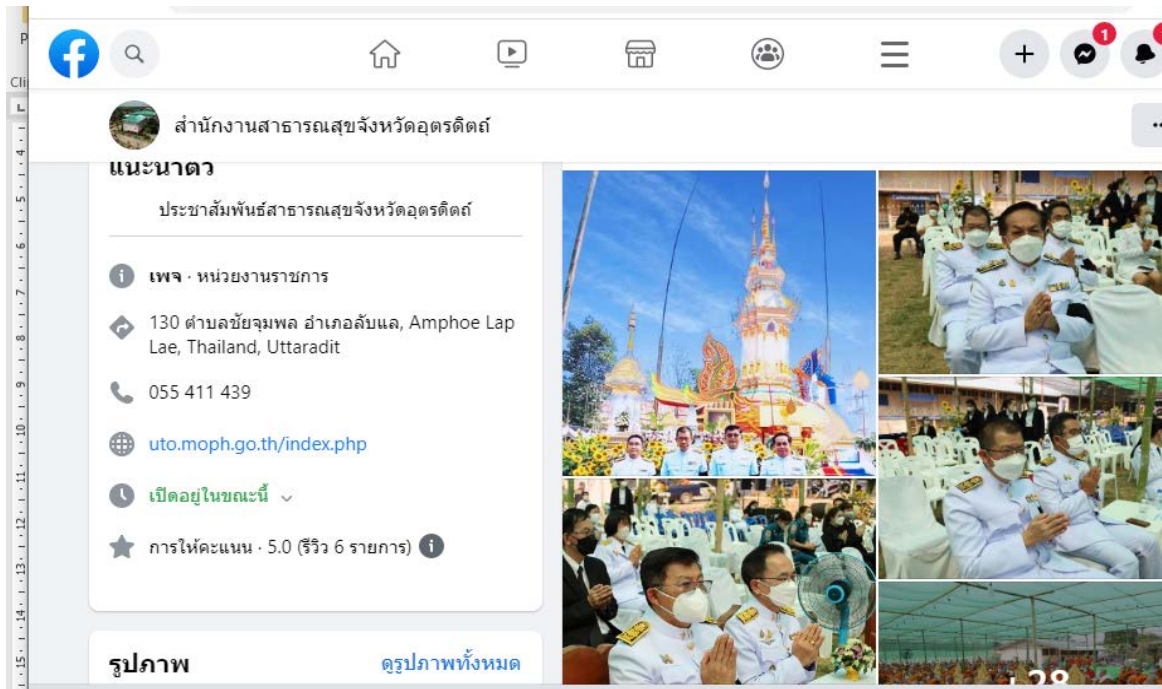 1
สำนักงานสาธารณสุขจังหวัดอุตรดิตถ์
แนะนำตัว
ประชาสัมพันธ์สาธารณสุขจังหวัดอุตรดิตถ์
เพจ · หน่วยงานราชการ
130 ตำบลชัยจุมพล อำเภอลับแล, Amphoe Lap
Lae, Thailand, Uttaradit
055 411 439
uto.moph.go.th/index.php
เปิดอยู่ในขณะนี้
การให้คะแนน · 5.0 (รีวิว 6 รายการ)
รูปภาพ
ดูรูปภาพทั้งหมด
+28